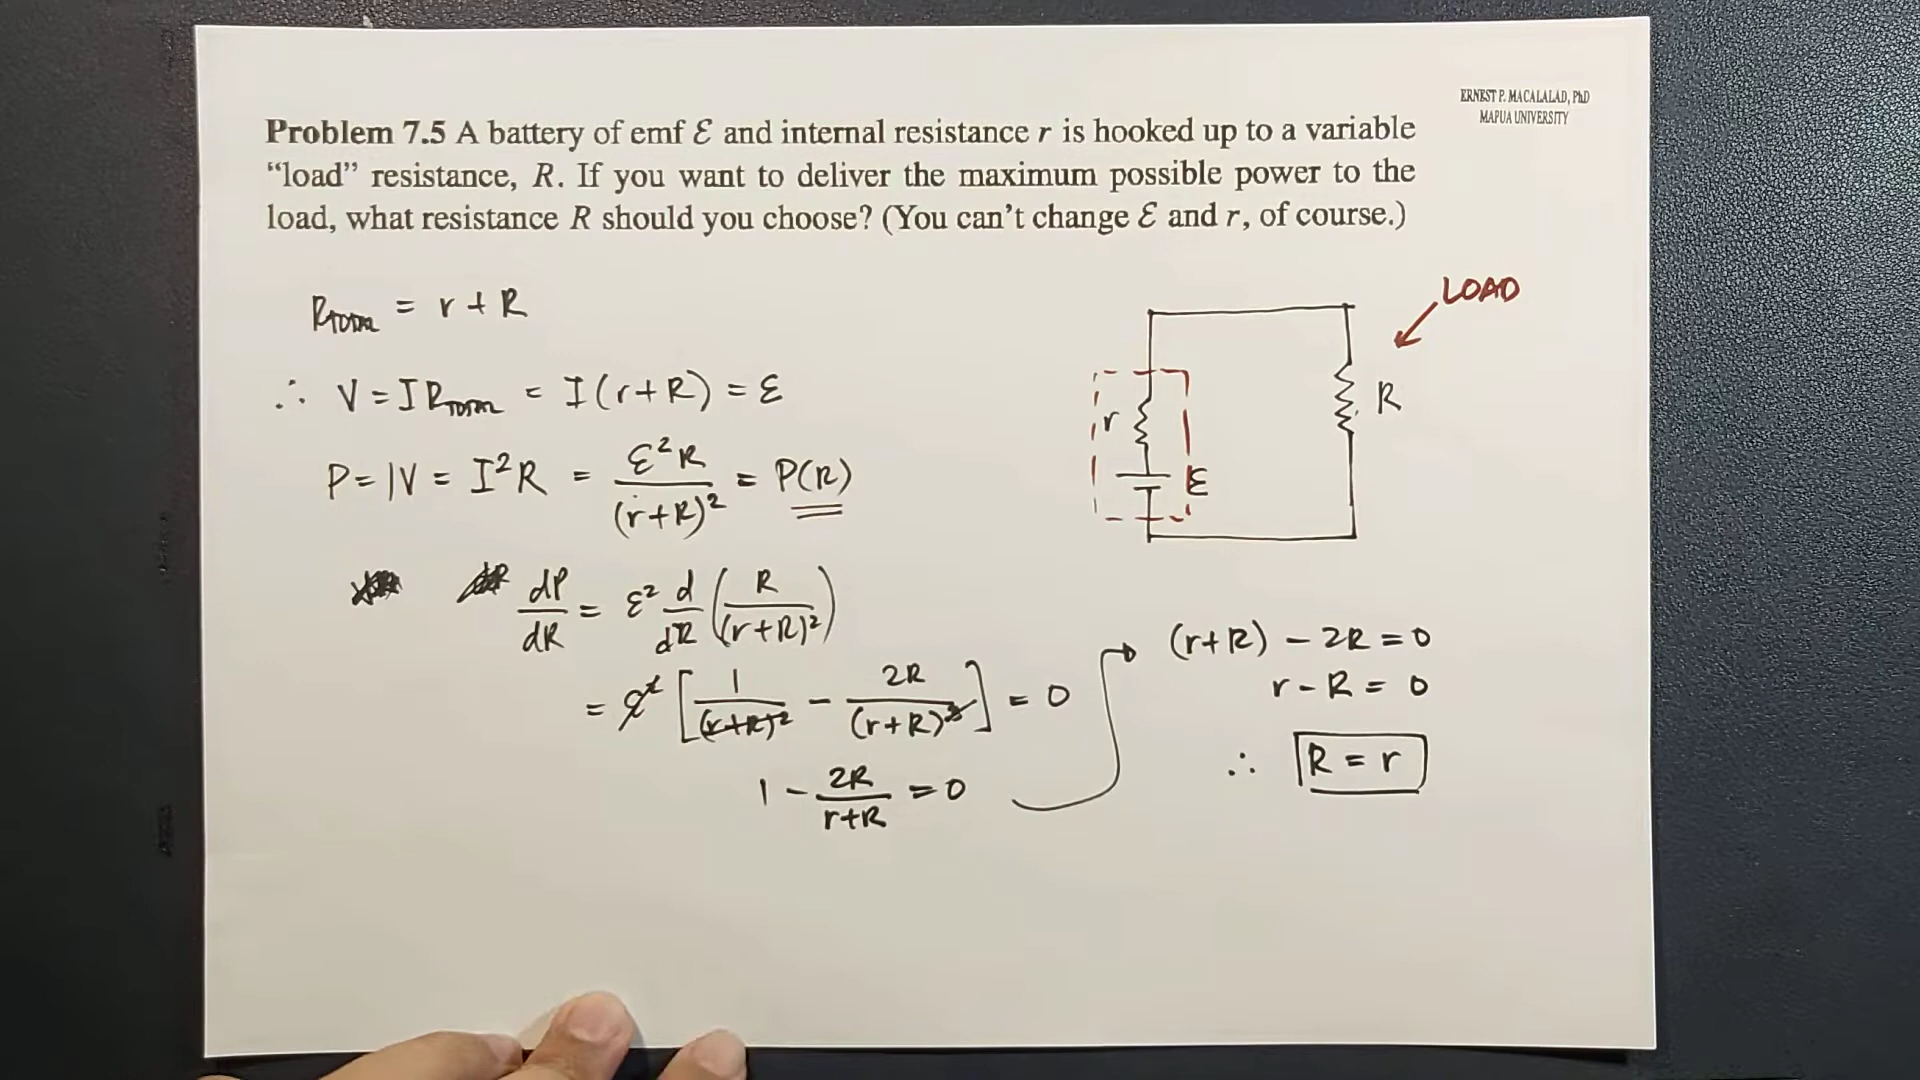 ERNEST P. MACALALAD, PhD
MAPUA UNIVERSITY
Problem 7.5 A battery of emf ℰ and internal resistance r is hooked up to a variable
“load” resistance, R. If you want to deliver the maximum possible power to the
load, what resistance R should you choose? (You can’t change ℰ and r, of course.)
R_TOTAL = r + R
∴ V = I R_TOTAL = I(r+R) = ℰ
P = IV = I²R = ℰ²R/(r+R)² = P(R)
dP/dR = ℰ² d/dR (R/(r+R)²)
= ℰ² [1/(r+R)² − 2R/(r+R)³] = 0
1 − 2R/(r+R) = 0
(r+R) − 2R = 0
r − R = 0
∴ R = r
LOAD
R
r
ℰ